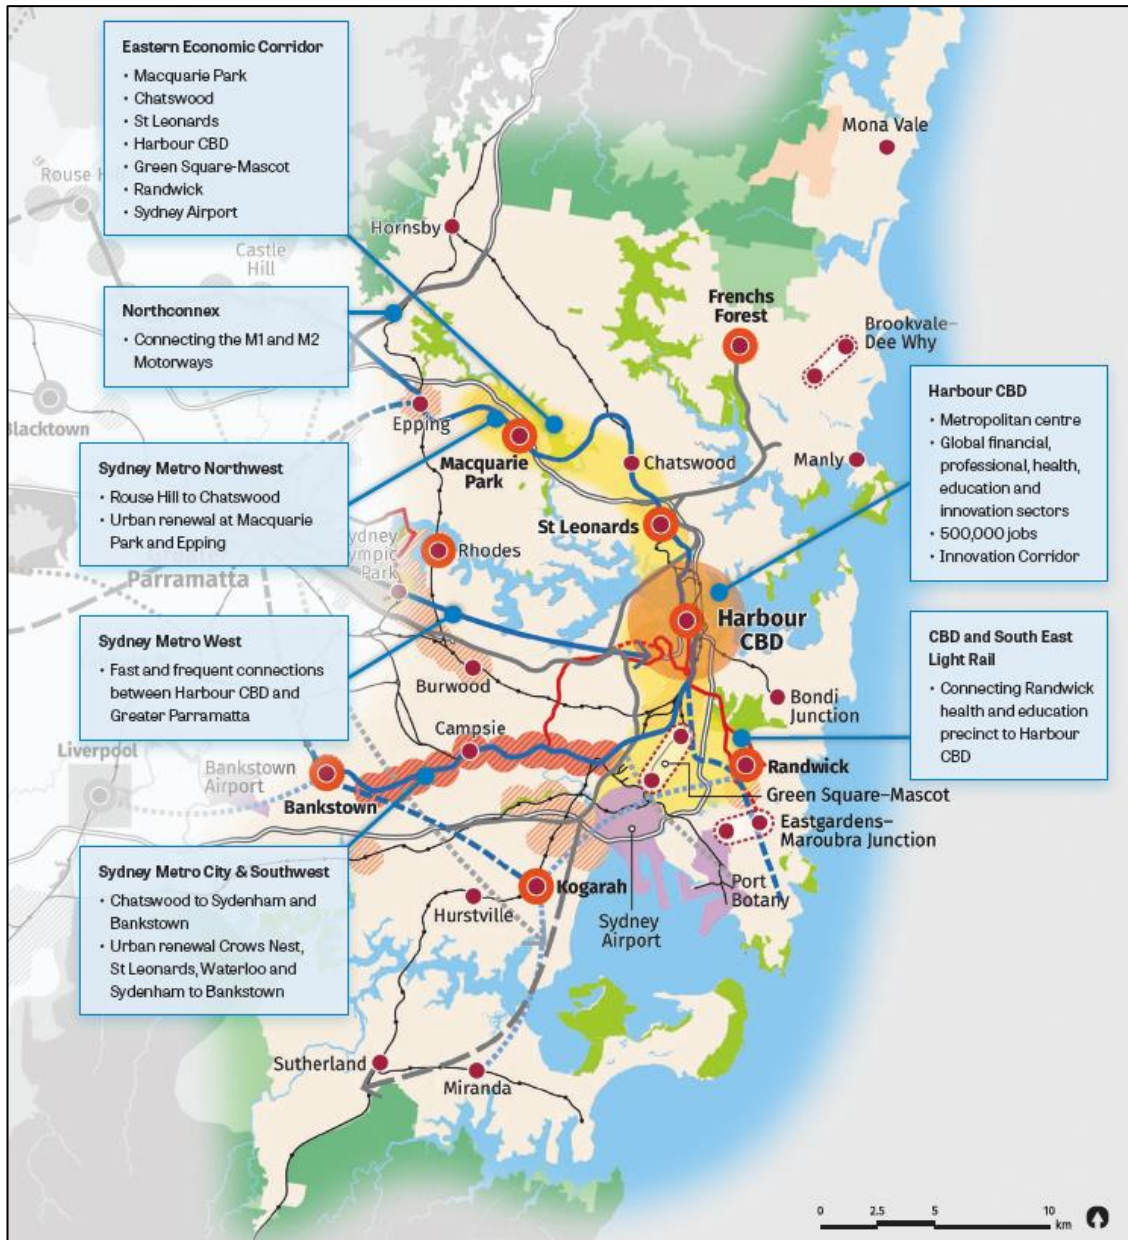 Eastern Economic Corridor
• Macquarie Park
• Chatswood
• St Leonards
• Harbour CBD
• Green Square-Mascot
• Randwick
• Sydney Airport
Northconnex
• Connecting the M1 and M2
Motorways
Sydney Metro Northwest
• Rouse Hill to Chatswood
• Urban renewal at Macquarie
Park and Epping
Sydney Metro West
• Fast and frequent connections
between Harbour CBD and
Greater Parramatta
Sydney Metro City & Southwest
• Chatswood to Sydenham and
Bankstown
• Urban renewal Crows Nest,
St Leonards, Waterloo and
Sydenham to Bankstown
Harbour CBD
• Metropolitan centre
• Global financial,
professional, health,
education and
innovation sectors
• 500,000 jobs
• Innovation Corridor
CBD and South East
Light Rail
• Connecting Randwick
health and education
precinct to Harbour
CBD
Mona Vale
Rouse H
Hornsby
Castle
Hill
Frenchs
Forest
Brookvale–
Dee Why
Blacktown
Epping
Macquarie
Park
Chatswood
Manly
St Leonards
Sydney
Olympic
Park
Rhodes
Parramatta
Harbour
CBD
Burwood
Bondi
Junction
Campsie
Liverpool
Bankstown
Airport
Bankstown
Randwick
Green Square–Mascot
Eastgardens–
Maroubra Junction
Kogarah
Port
Botany
Hurstville
Sydney
Airport
Sutherland
Miranda
0 2.5 5 10
km